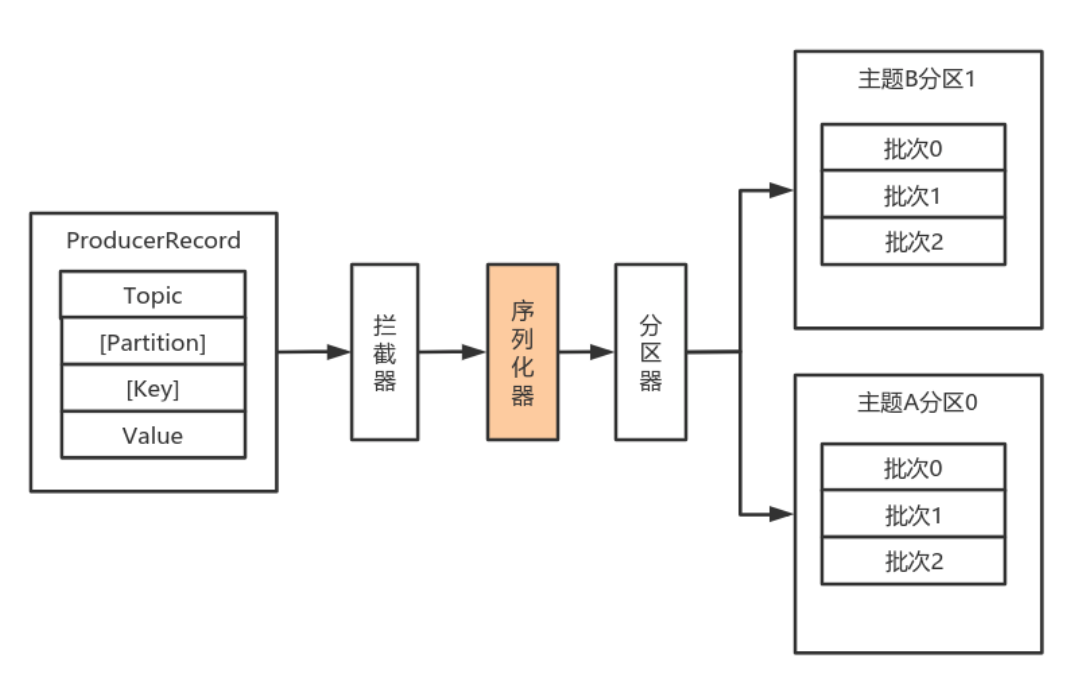 ProducerRecord
Topic
[Partition]
[Key]
Value
拦截器
序列化器
分区器
主题B分区1
批次0
批次1
批次2
主题A分区0
批次0
批次1
批次2